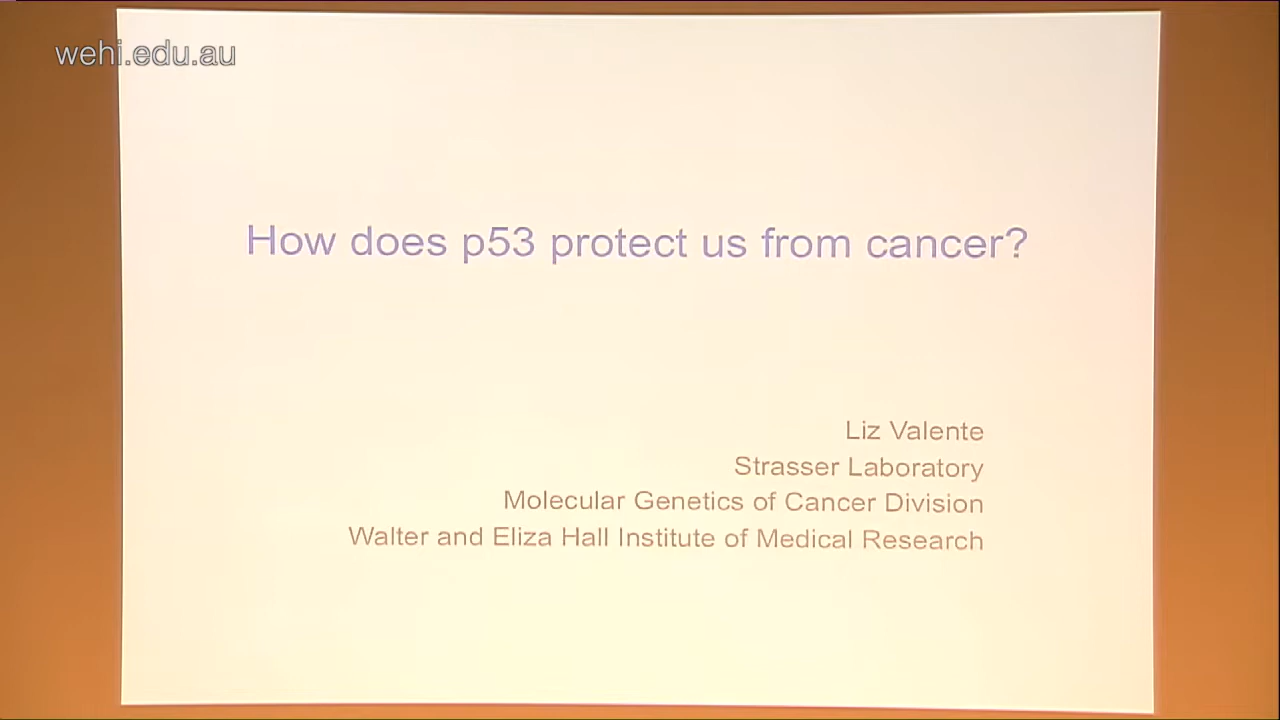 wehi.edu.au
How does p53 protect us from cancer?
Liz Valente
Strasser Laboratory
Molecular Genetics of Cancer Division
Walter and Eliza Hall Institute of Medical Research